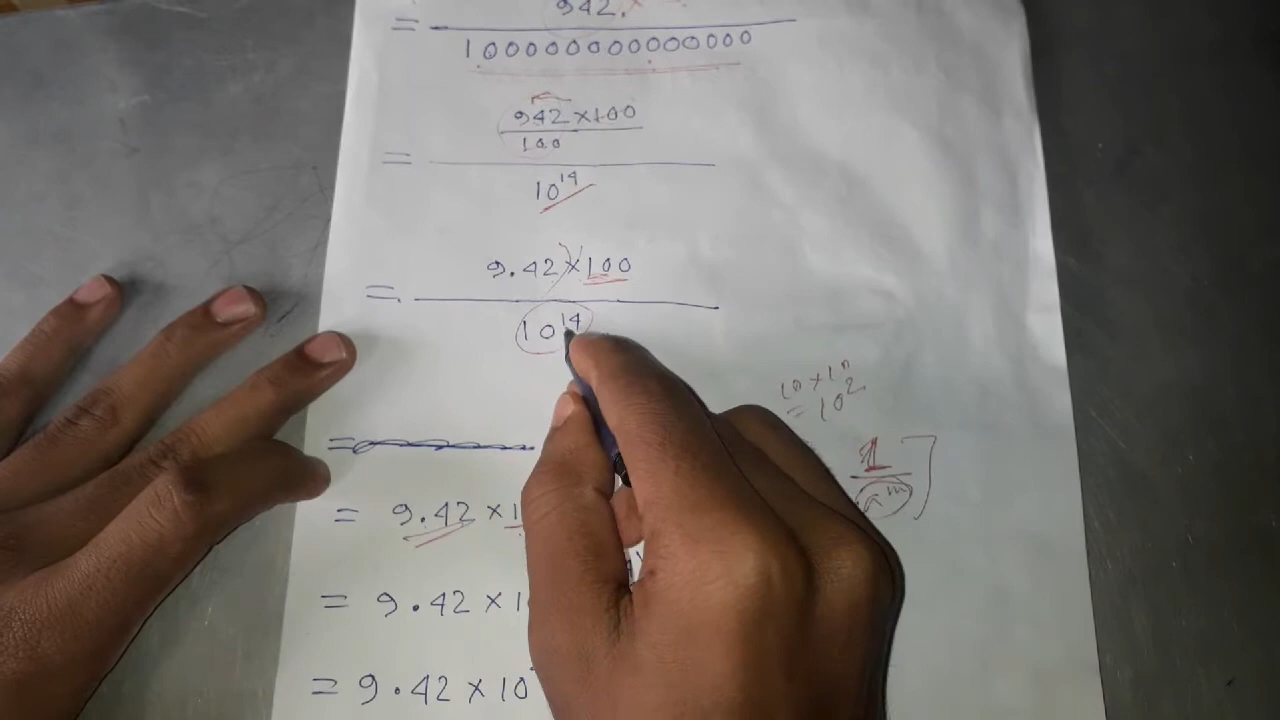 942.
= 100000000000000
942 × 100
100
=
10¹⁴
9.42 × 100
=
10¹⁴
10 × 10
= 10²
=
1
aᵐ
= 9.42 × 1
= 9.42 × 1
= 9.42 × 10